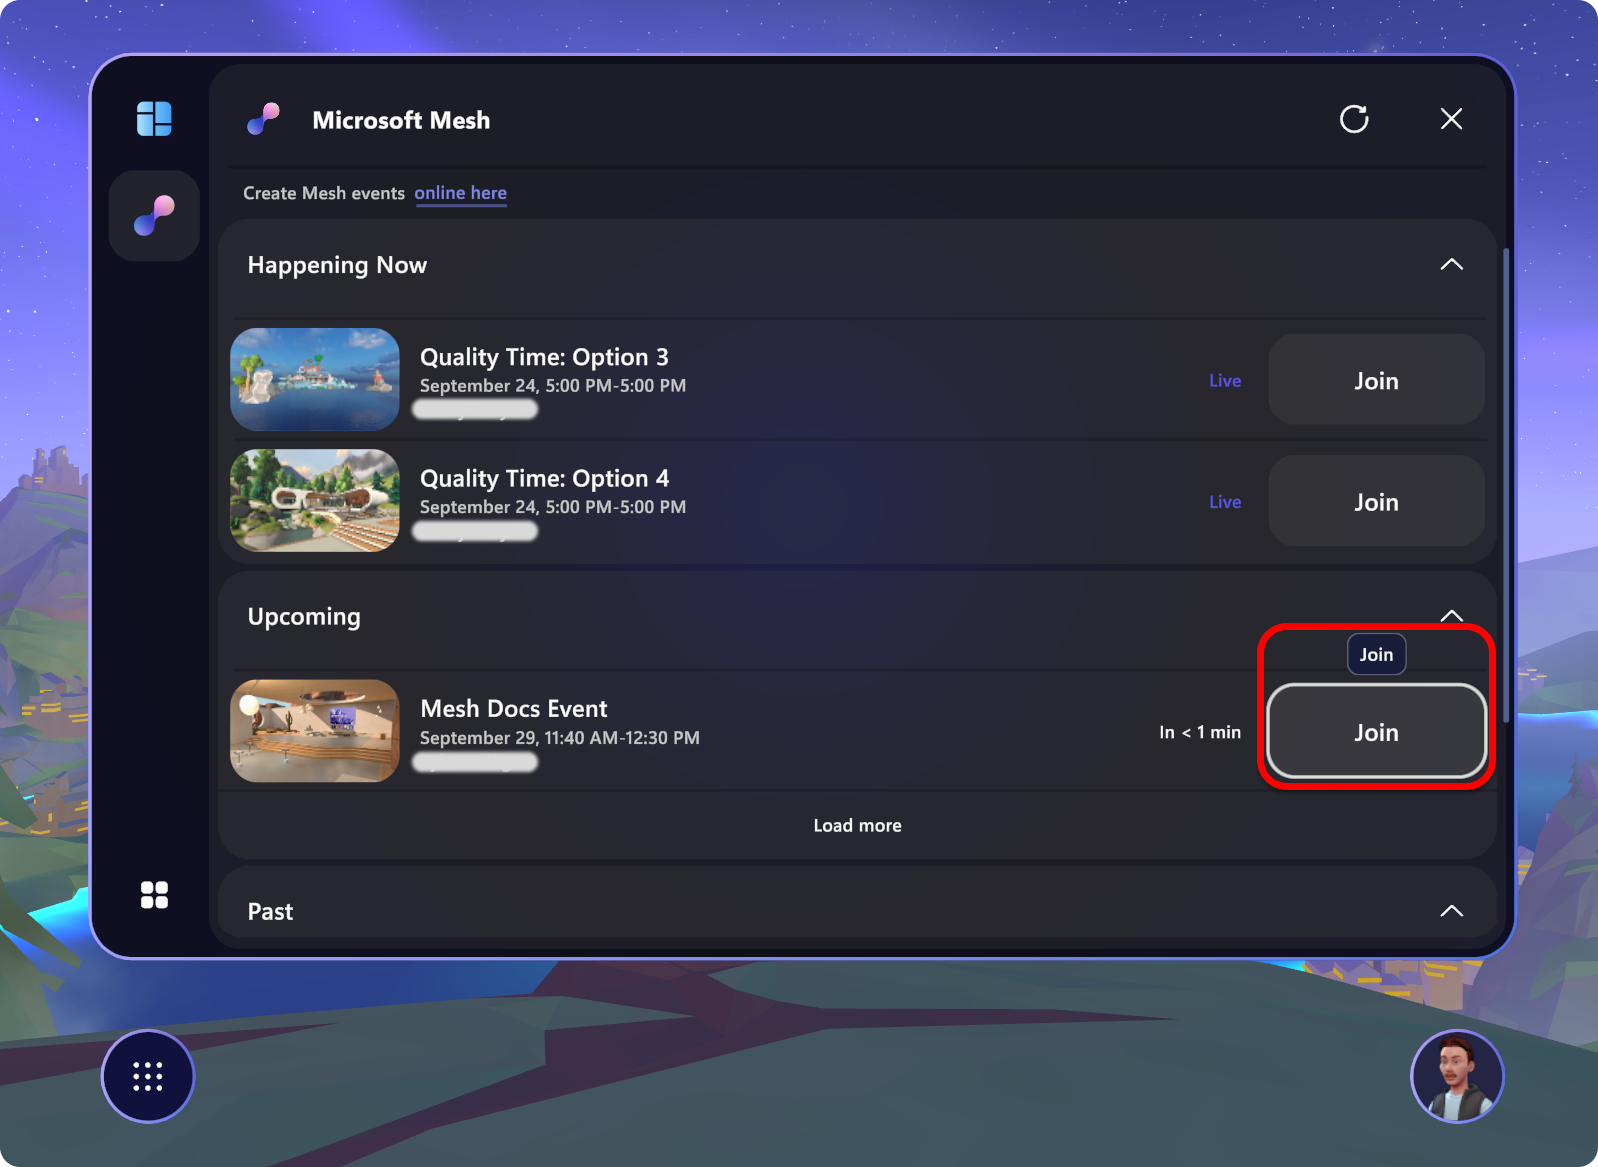 Microsoft Mesh
Create Mesh events online here
Happening Now
Quality Time: Option 3
September 24, 5:00 PM-5:00 PM
Live
Join
Quality Time: Option 4
September 24, 5:00 PM-5:00 PM
Live
Join
Upcoming
Join
Mesh Docs Event
September 29, 11:40 AM-12:30 PM
In < 1 min
Join
Load more
Past